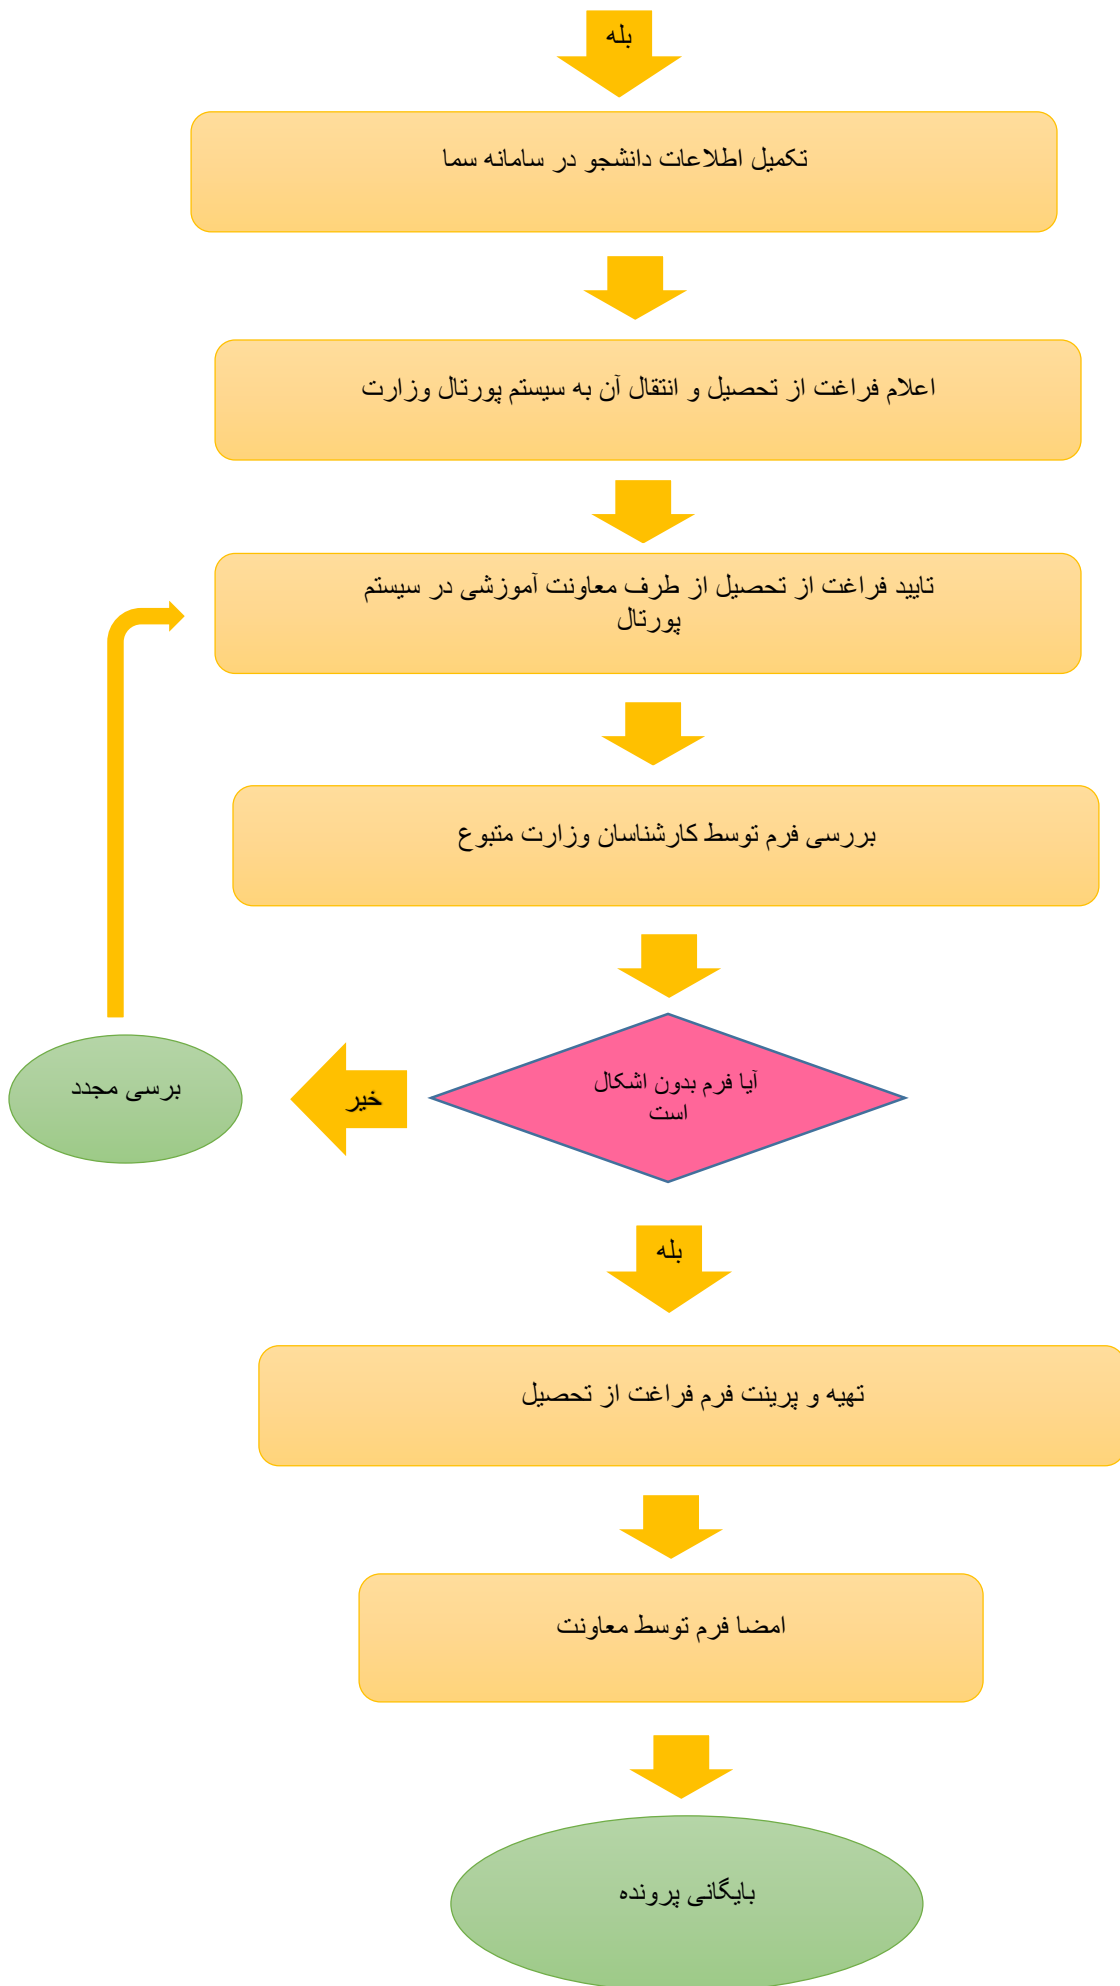 بله
تکمیل اطلاعات دانشجو در سامانه سما
اعلام فراغت از تحصیل و انتقال آن به سیستم پورتال وزارت
تایید فراغت از تحصیل از طرف معاونت آموزشی در سیستم
پورتال
بررسی فرم توسط کارشناسان وزارت متبوع
آیا فرم بدون اشکال
است
خیر
برسی مجدد
بله
تهیه و پرینت فرم فراغت از تحصیل
امضا فرم توسط معاونت
بایگانی پرونده